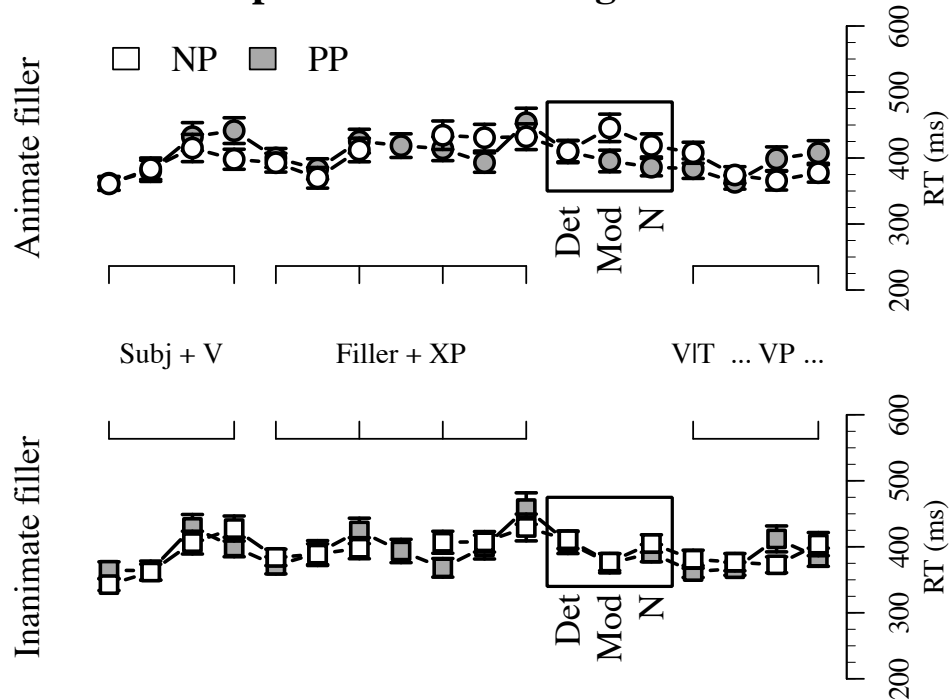 NP PP
Animate filler
600
500
400
300
200
RT (ms)
Det
Mod
N
Subj + V Filler + XP V|T ... VP ...
Inanimate filler
600
500
400
300
200
RT (ms)
Det
Mod
N